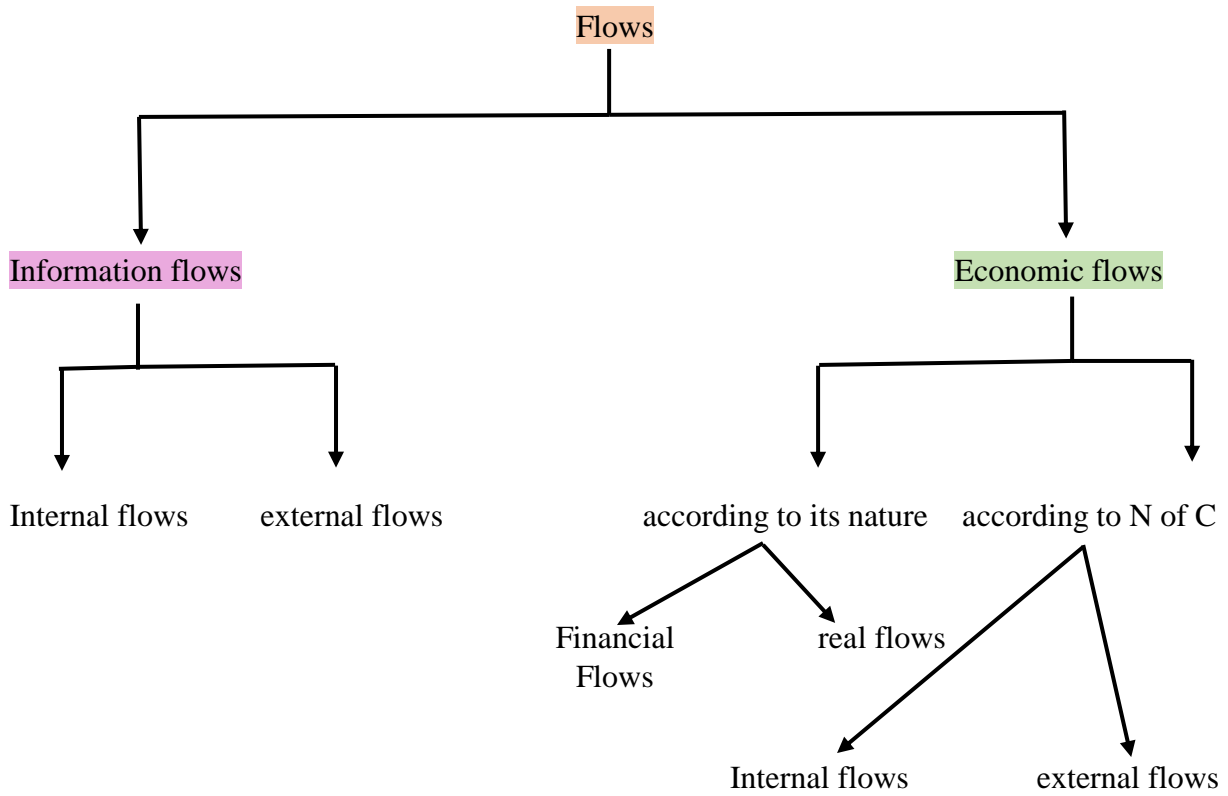 Flows
Information flows
Economic flows
Internal flows
external flows
according to its nature
according to N of C
Financial
Flows
real flows
Internal flows
external flows